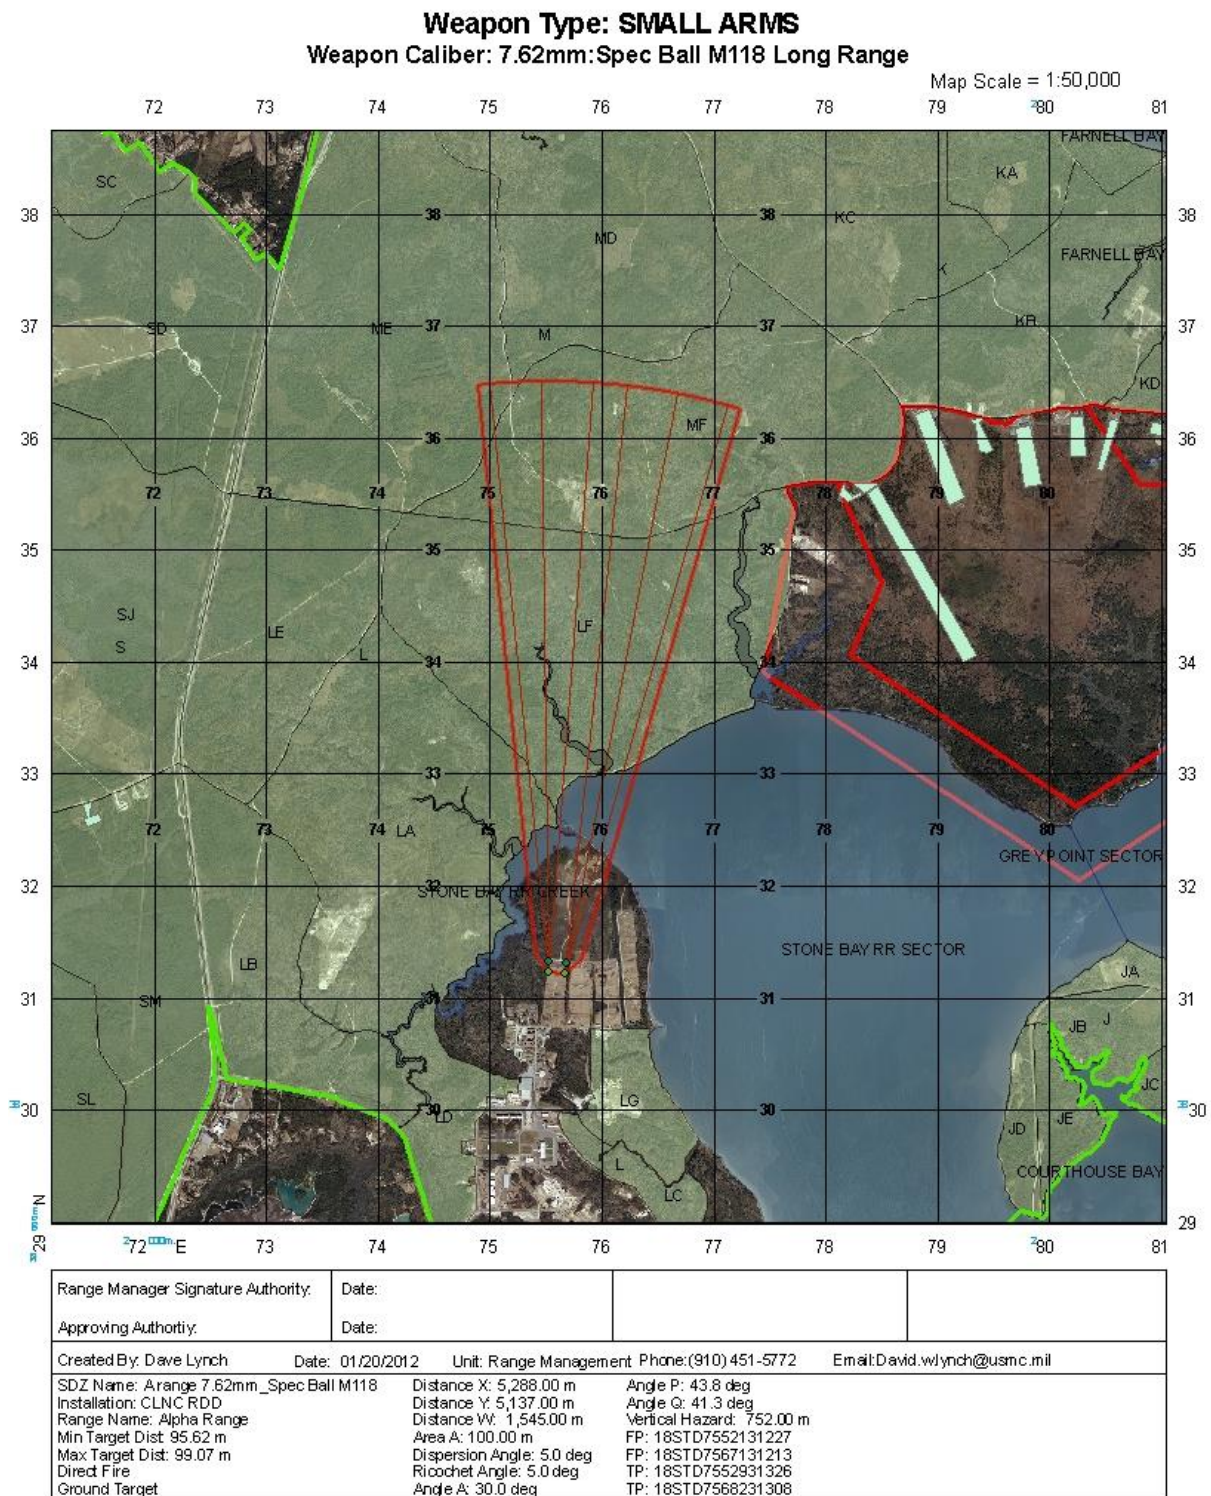 Weapon Type: SMALL ARMS
Weapon Caliber: 7.62mm:Spec Ball M118 Long Range
Map Scale = 1:50,000
72 73 74 75 76 77 78 79 ²80 81
FARNELL BAY
SC KA
38 38 MD 38 KC 38
FARNELL BAY
K
KR
37 SD ME M 37 37
KD
MF
36 36 36 36
72 73 74 75 76 77 78 79 80
35 35 35
SJ LE LF
S L
34 34 34
33 33 33
72 LA 75 76 77 78 79 80
74
GREY POINT SECTOR
32 STONE BAY RR CREEK 32 32
STONE BAY RR SECTOR
LB JA
31 SM 31 31 31
JB J
JC
SL LG
30 30 LD 30 JD JE 30
L COURTHOUSE BAY
LC
29 N 29
²72 000m. E 73 74 75 76 77 78 79 ²80 81
Range Manager Signature Authority: Date:
Approving Authortiy: Date:
Created By: Dave Lynch Date: 01/20/2012 Unit: Range Management Phone:(910) 451-5772 Email:David.wlynch@usmc.mil
SDZ Name: Arange 7.62mm_Spec Ball M118 Distance X: 5,288.00 m Angle P: 43.8 deg
Installation: CLNC RDD Distance Y: 5,137.00 m Angle Q: 41.3 deg
Range Name: Alpha Range Distance W: 1,545.00 m Vertical Hazard: 752.00 m
Min Target Dist: 95.62 m Area A: 100.00 m FP: 18STD7552131227
Max Target Dist: 99.07 m Dispersion Angle: 5.0 deg FP: 18STD7567131213
Direct Fire Ricochet Angle: 5.0 deg TP: 18STD7552931326
Ground Target Angle A: 30.0 deg TP: 18STD7568231308